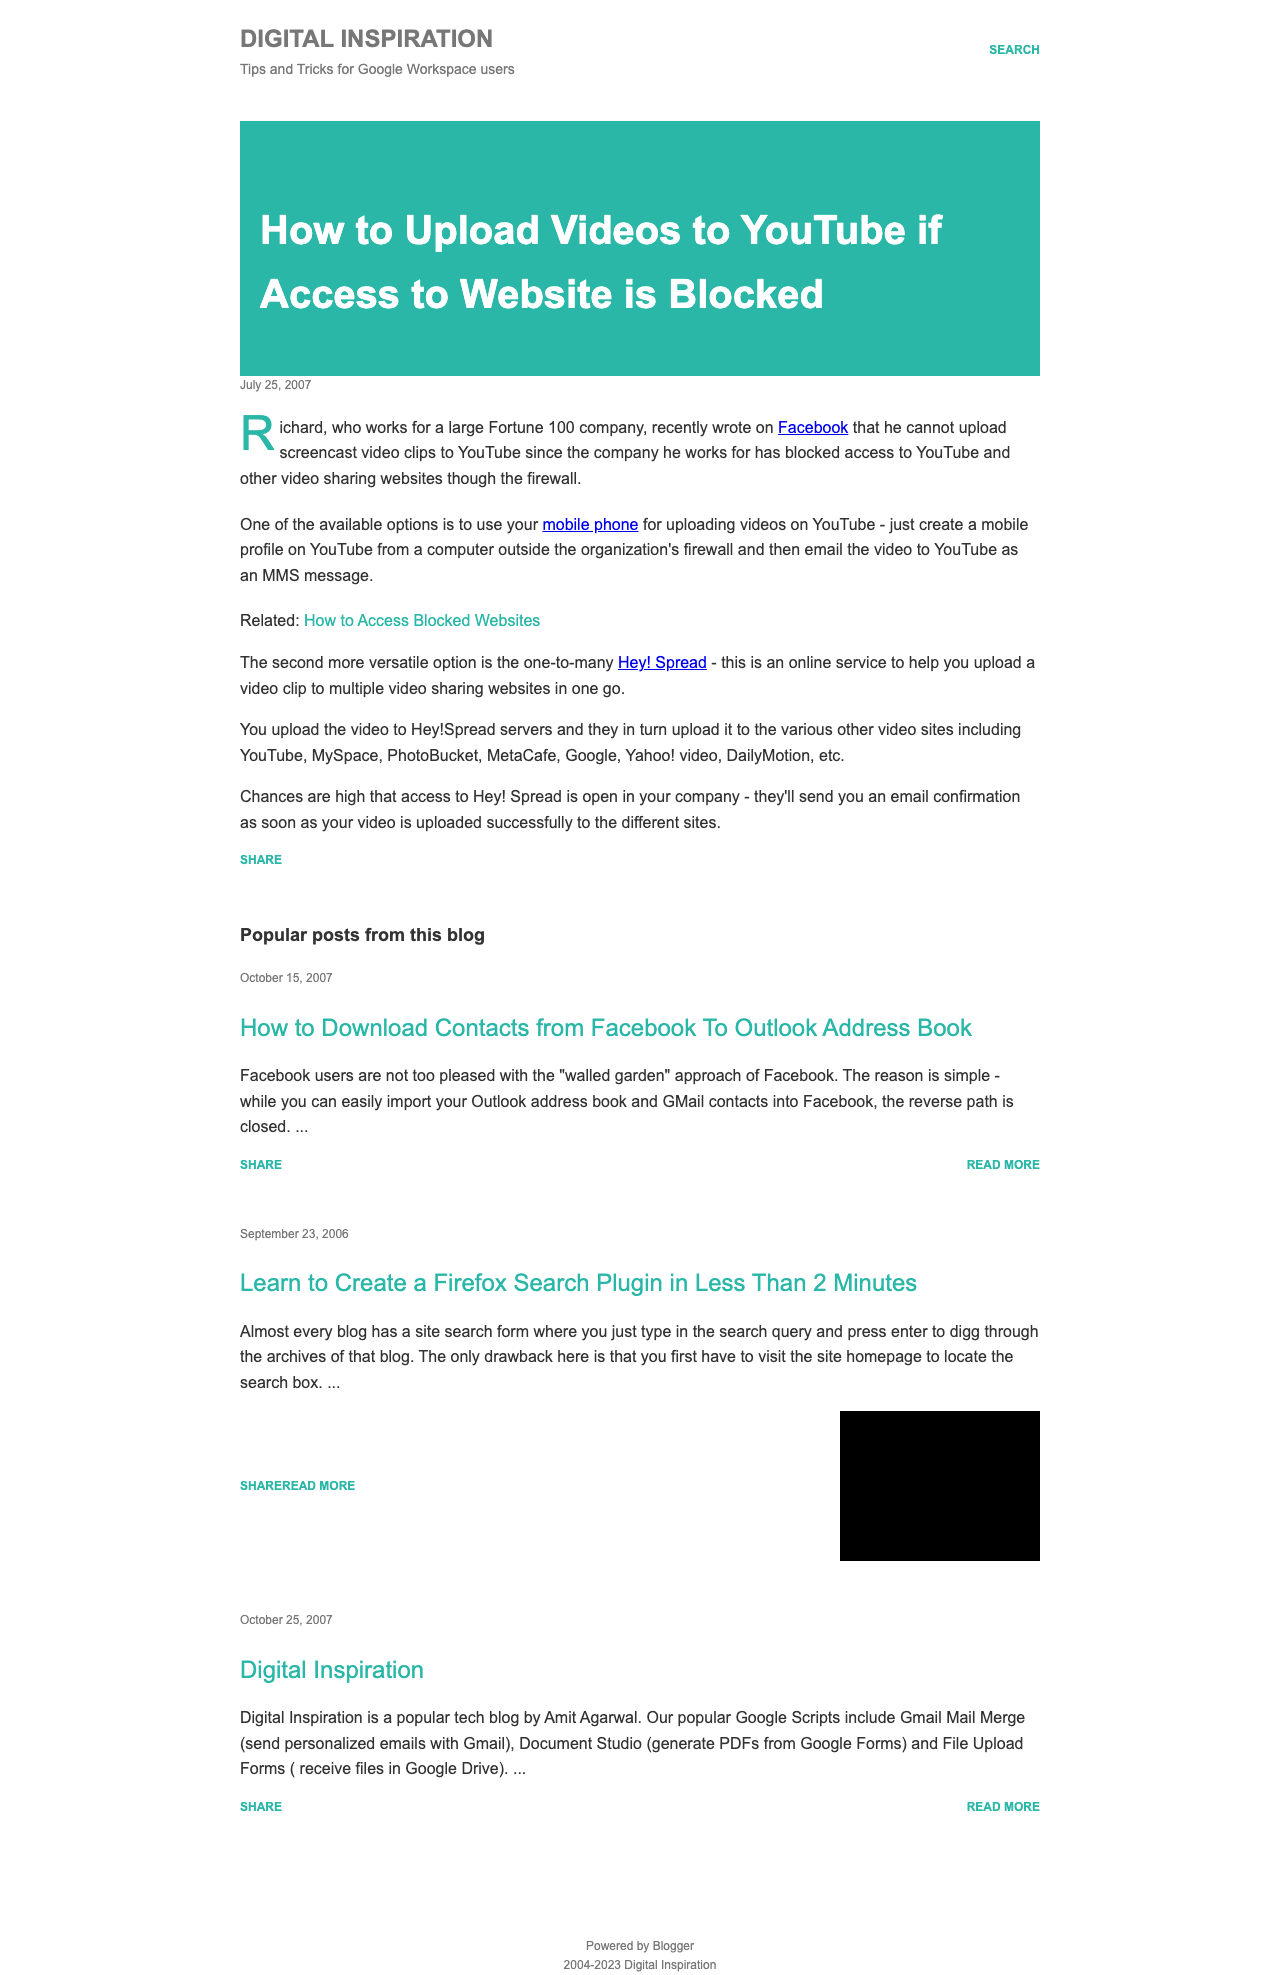 DIGITAL INSPIRATION
Tips and Tricks for Google Workspace users
SEARCH
How to Upload Videos to YouTube if
Access to Website is Blocked
July 25, 2007
Richard, who works for a large Fortune 100 company, recently wrote on Facebook that he cannot upload
screencast video clips to YouTube since the company he works for has blocked access to YouTube and
other video sharing websites though the firewall.
One of the available options is to use your mobile phone for uploading videos on YouTube - just create a mobile
profile on YouTube from a computer outside the organization's firewall and then email the video to YouTube as
an MMS message.
Related: How to Access Blocked Websites
The second more versatile option is the one-to-many Hey! Spread - this is an online service to help you upload a
video clip to multiple video sharing websites in one go.
You upload the video to Hey!Spread servers and they in turn upload it to the various other video sites including
YouTube, MySpace, PhotoBucket, MetaCafe, Google, Yahoo! video, DailyMotion, etc.
Chances are high that access to Hey! Spread is open in your company - they'll send you an email confirmation
as soon as your video is uploaded successfully to the different sites.
SHARE
Popular posts from this blog
October 15, 2007
How to Download Contacts from Facebook To Outlook Address Book
Facebook users are not too pleased with the "walled garden" approach of Facebook. The reason is simple -
while you can easily import your Outlook address book and GMail contacts into Facebook, the reverse path is
closed. ...
SHARE
READ MORE
September 23, 2006
Learn to Create a Firefox Search Plugin in Less Than 2 Minutes
Almost every blog has a site search form where you just type in the search query and press enter to digg through
the archives of that blog. The only drawback here is that you first have to visit the site homepage to locate the
search box. ...
SHAREREAD MORE
October 25, 2007
Digital Inspiration
Digital Inspiration is a popular tech blog by Amit Agarwal. Our popular Google Scripts include Gmail Mail Merge
(send personalized emails with Gmail), Document Studio (generate PDFs from Google Forms) and File Upload
Forms ( receive files in Google Drive). ...
SHARE
READ MORE
Powered by Blogger
2004-2023 Digital Inspiration